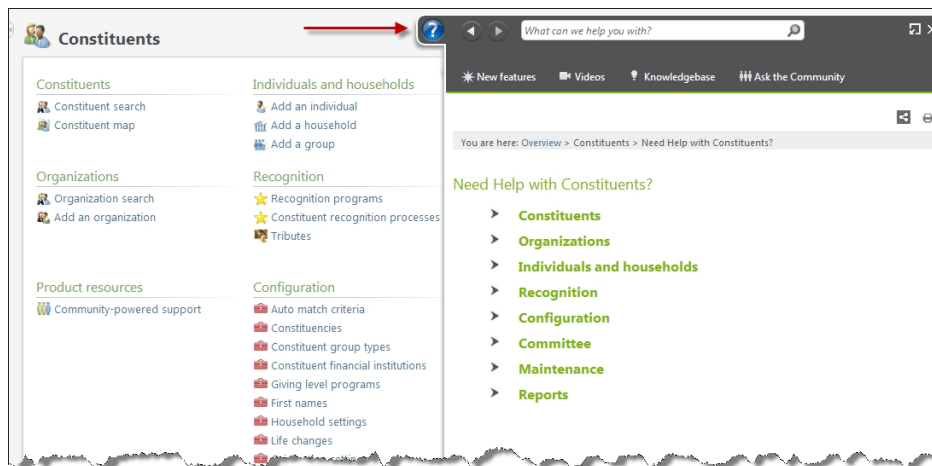 Constituents
Constituents
Constituent search
Constituent map
Individuals and households
Add an individual
Add a household
Add a group
Organizations
Organization search
Add an organization
Recognition
Recognition programs
Constituent recognition processes
Tributes
Product resources
Community-powered support
Configuration
Auto match criteria
Constituencies
Constituent group types
Constituent financial institutions
Giving level programs
First names
Household settings
Life changes
?
What can we help you with?
New features
Videos
Knowledgebase
Ask the Community
You are here: Overview > Constituents > Need Help with Constituents?
Need Help with Constituents?
Constituents
Organizations
Individuals and households
Recognition
Configuration
Committee
Maintenance
Reports